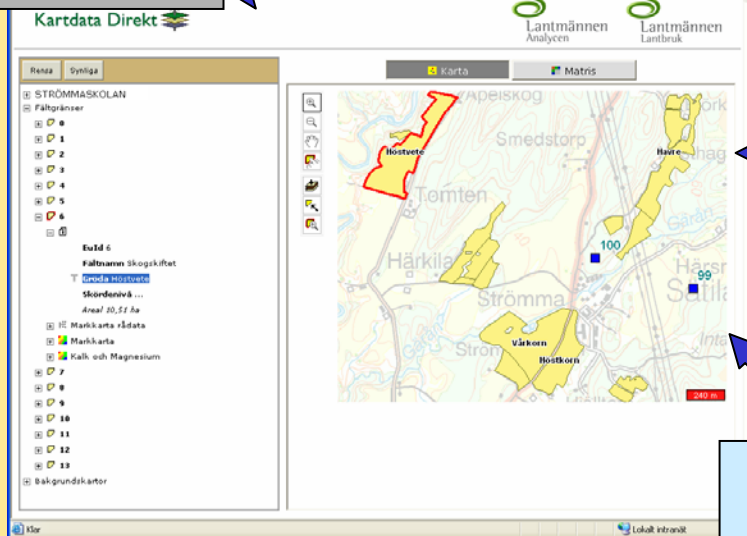 Kartdata Direkt
Lantmännen
Analycen
Lantmännen
Lantbruk
Rensa
Synliga
Karta
Matris
STRÖMMASKOLAN
Fältgränser
0
1
2
3
4
5
6
EuId 6
Fältnamn Skogskiftet
Gröda Höstvete
Skördenivå ...
Areal 10,51 ha
Markkarta rådata
Markkarta
Kalk och Magnesium
7
8
9
10
11
12
13
Bakgrundskartor
Apelskog
Smedstorp
Höstvete
Havre
Tomten
100
Härkila
99
Strömma
Vårkorn
Höstkorn
240 m
Klar
Lokalt intranät